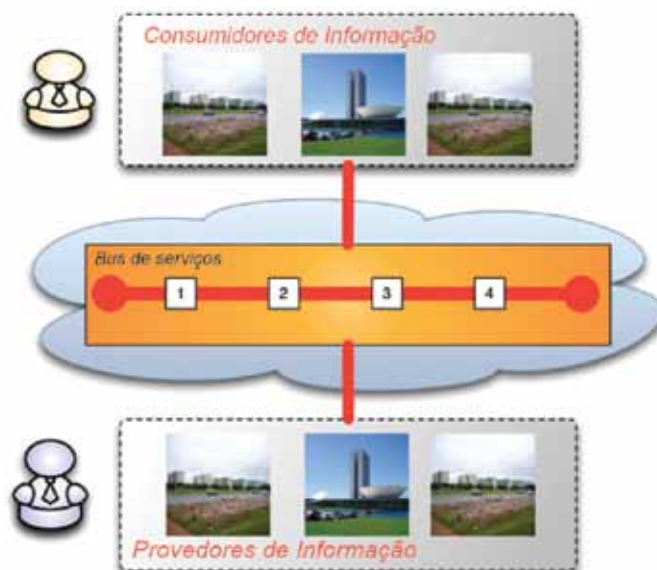 Consumidores de Informação
Bus de serviços
1 2 3 4
Provedores de Informação